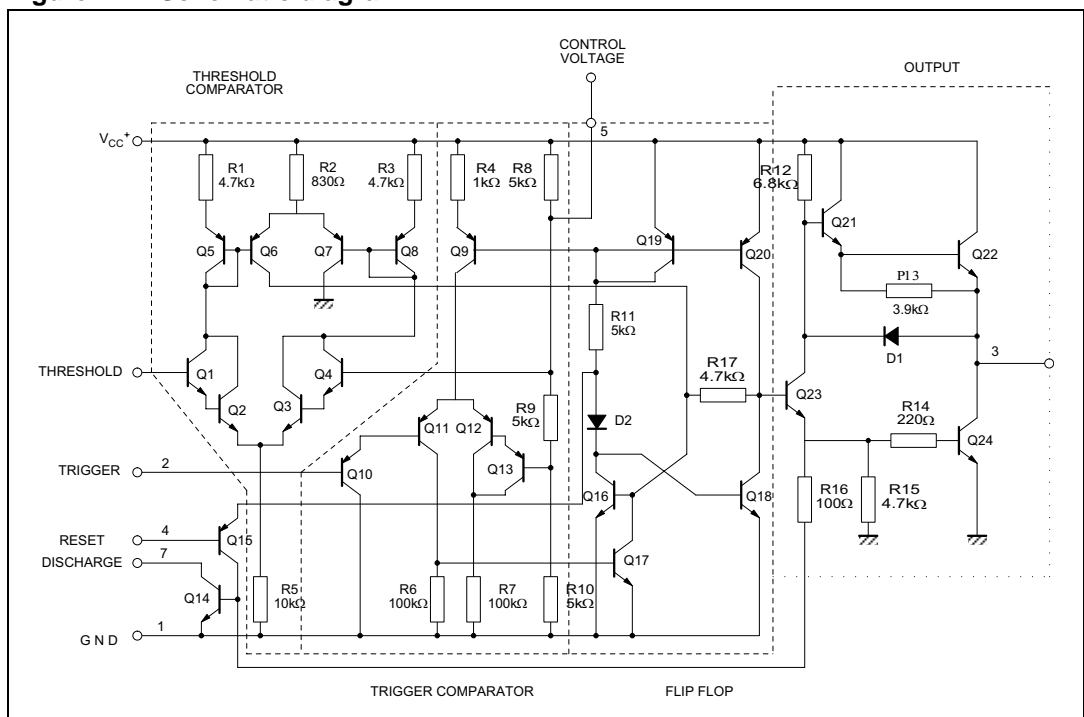 CONTROL
VOLTAGE
OUTPUT
THRESHOLD
COMPARATOR
5
VCC+
R1
4.7kΩ
R2
830Ω
R3
4.7kΩ
R4
1kΩ
R8
5kΩ
R12
6.8kΩ
Q5
Q6
Q7
Q8
Q9
Q19
Q20
Q21
Q22
P13
3.9kΩ
R11
5kΩ
D1
3
THRESHOLD
Q1
Q2
Q3
Q4
R17
4.7kΩ
Q23
R9
5kΩ
Q11
Q12
D2
R14
220Ω
Q24
TRIGGER
2
Q10
Q13
Q16
Q18
R16
100Ω
R15
4.7kΩ
RESET
4
Q15
DISCHARGE
7
Q17
Q14
R5
10kΩ
R6
100kΩ
R7
100kΩ
R10
5kΩ
GND
1
TRIGGER COMPARATOR
FLIP FLOP